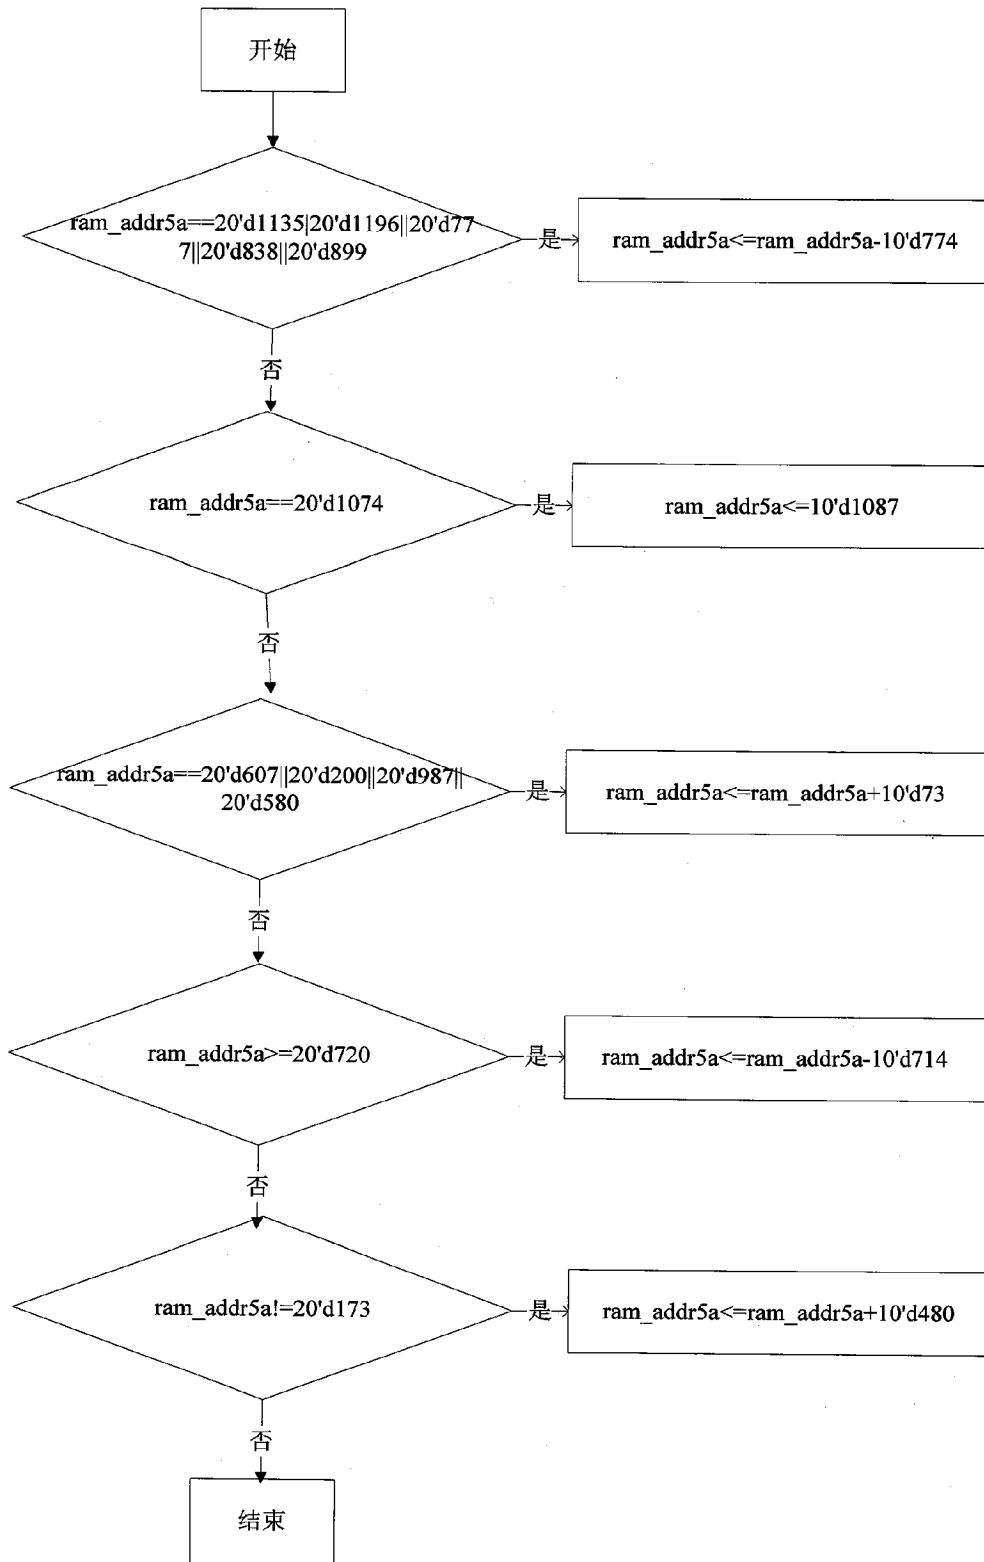 开始
ram_addr5a==20'd1135|20'd1196||20'd77
7||20'd838||20'd899
是
ram_addr5a<=ram_addr5a-10'd774
否
ram_addr5a==20'd1074
是
ram_addr5a<=10'd1087
否
ram_addr5a==20'd607||20'd200||20'd987||
20'd580
是
ram_addr5a<=ram_addr5a+10'd73
否
ram_addr5a>=20'd720
是
ram_addr5a<=ram_addr5a-10'd714
否
ram_addr5a!=20'd173
是
ram_addr5a<=ram_addr5a+10'd480
否
结束